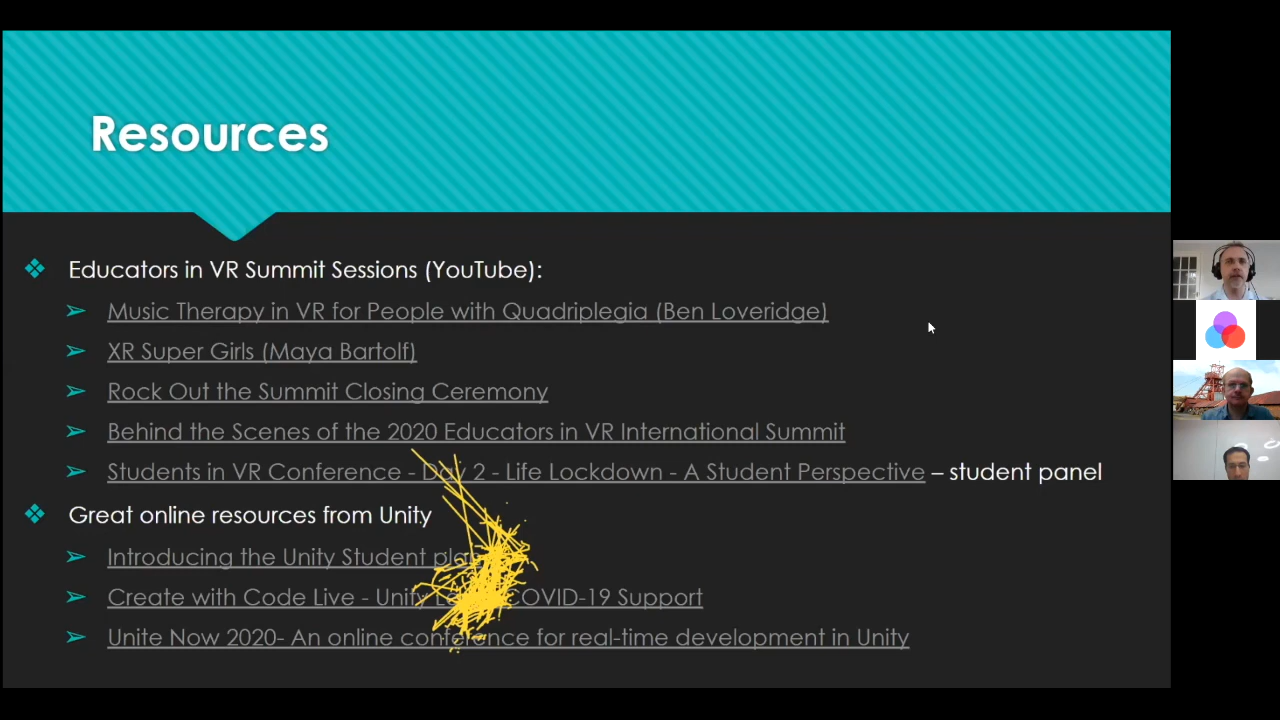 Resources
Educators in VR Summit Sessions (YouTube):
Music Therapy in VR for People with Quadriplegia (Ben Loveridge)
XR Super Girls (Maya Bartolf)
Rock Out the Summit Closing Ceremony
Behind the Scenes of the 2020 Educators in VR International Summit
Students in VR Conference - Day 2 - Life Lockdown - A Student Perspective – student panel
Great online resources from Unity
Introducing the Unity Student plan
Create with Code Live - Unity COVID-19 Support
Unite Now 2020- An online conference for real-time development in Unity